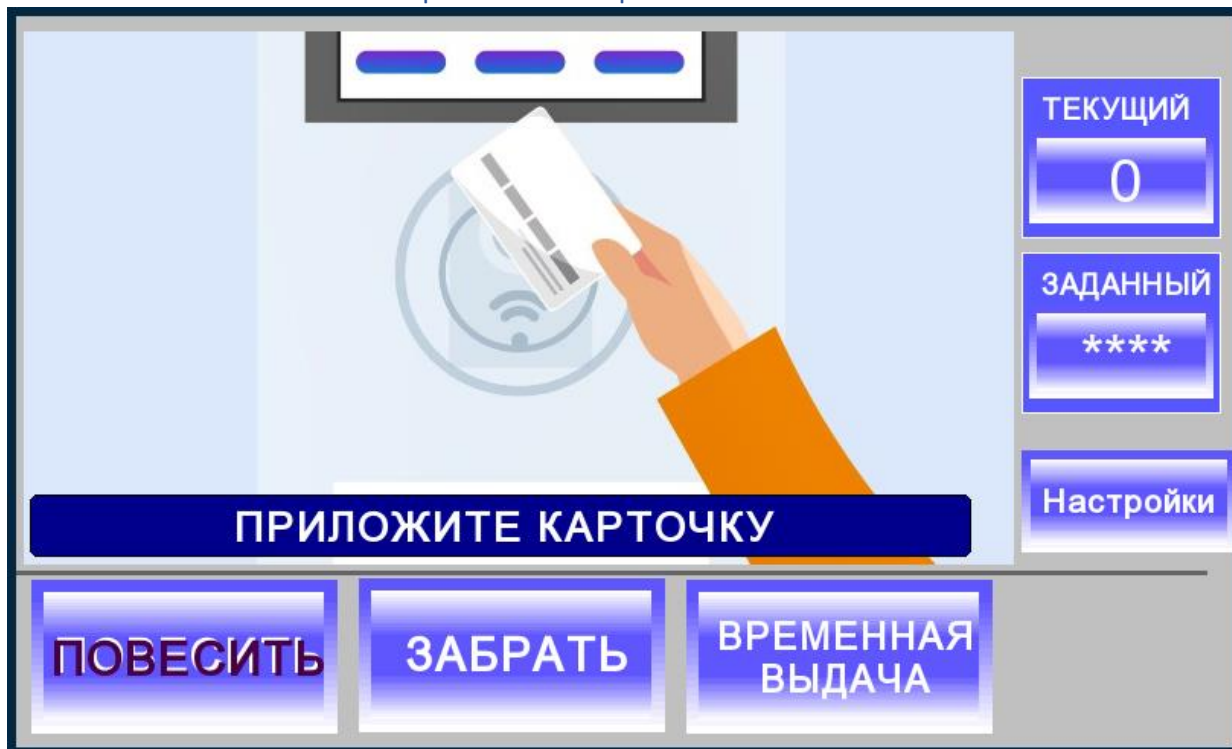 ТЕКУЩИЙ
0
ЗАДАННЫЙ
****
Настройки
ПРИЛОЖИТЕ КАРТОЧКУ
ПОВЕСИТЬ
ЗАБРАТЬ
ВРЕМЕННАЯ
ВЫДАЧА